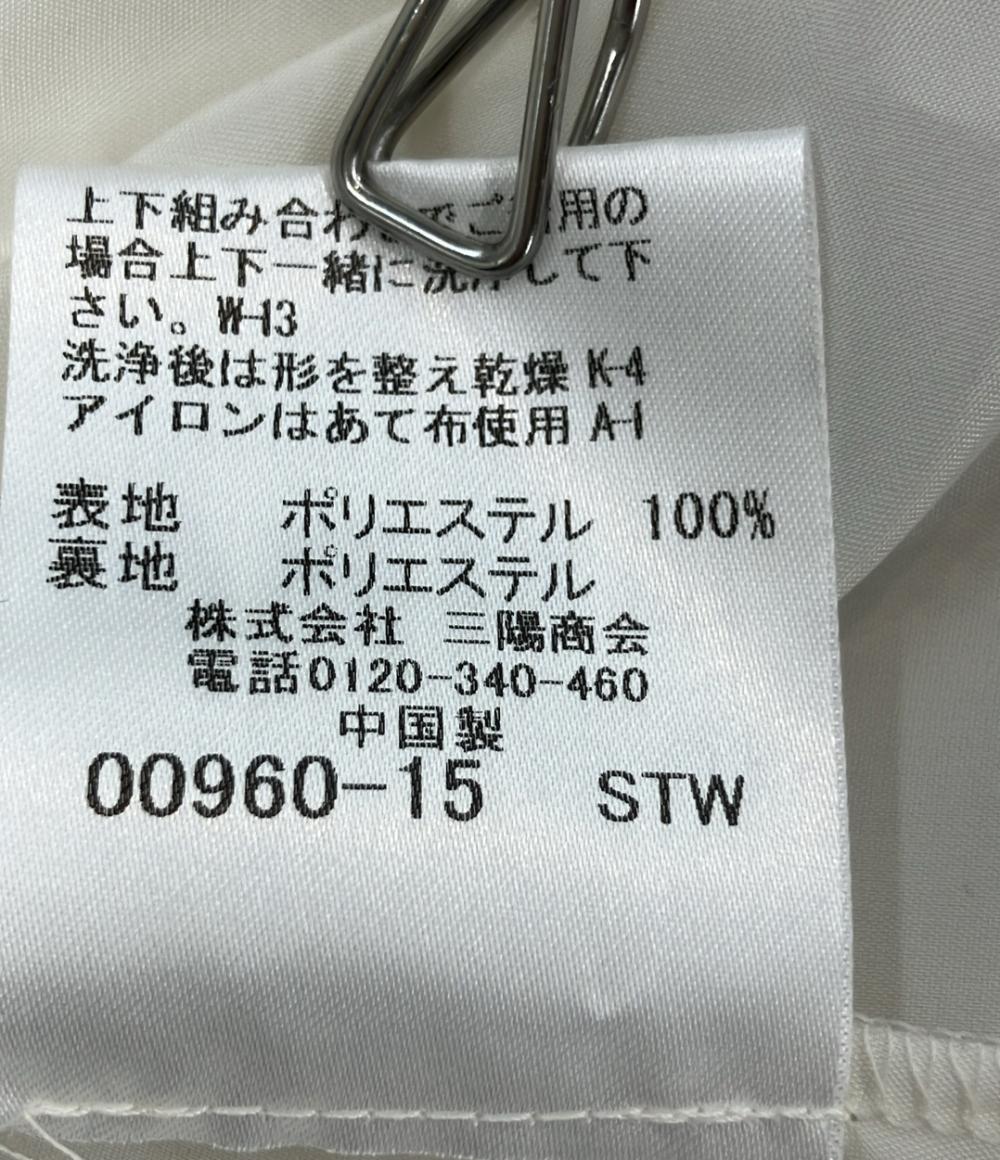 上下組み合わ でご 用の
場合上下一緒に洗浄して下
さい。W-13
洗浄後は形を整え乾燥 K-4
アイロンはあて布使用 A-1
表地 ポリエステル 100%
裏地 ポリエステル
株式会社 三陽商会
電話0120-340-460
中国製
00960-15 STW